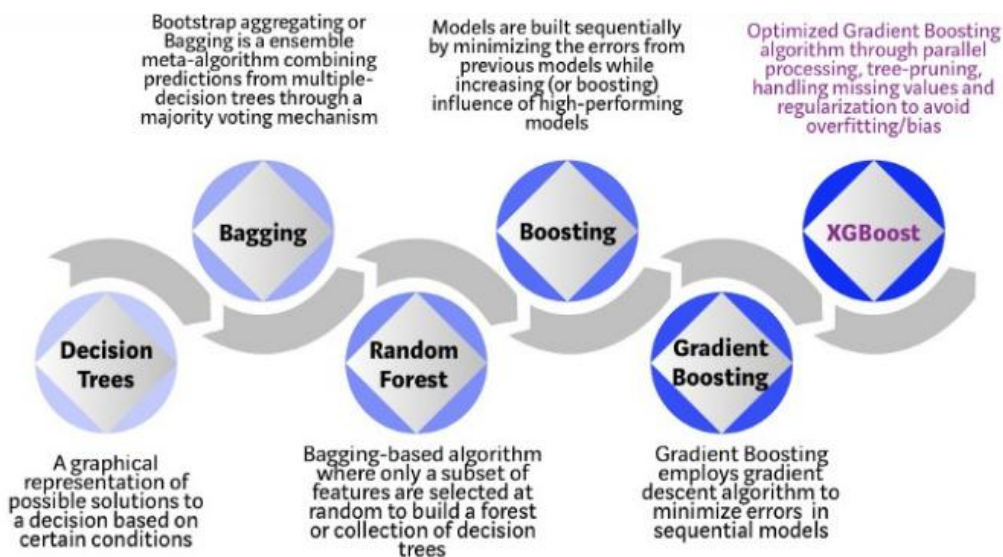 Bootstrap aggregating or
Bagging is a ensemble
meta-algorithm combining
predictions from multiple-
decision trees through a
majority voting mechanism
Models are built sequentially
by minimizing the errors from
previous models while
increasing (or boosting)
influence of high-performing
models
Optimized Gradient Boosting
algorithm through parallel
processing, tree-pruning,
handling missing values and
regularization to avoid
overfitting/bias
Bagging
Boosting
XGBoost
Decision
Trees
Random
Forest
Gradient
Boosting
A graphical
representation of
possible solutions to
a decision based on
certain conditions
Bagging-based algorithm
where only a subset of
features are selected at
random to build a forest
or collection of decision
trees
Gradient Boosting
employs gradient
descent algorithm to
minimize errors in
sequential models